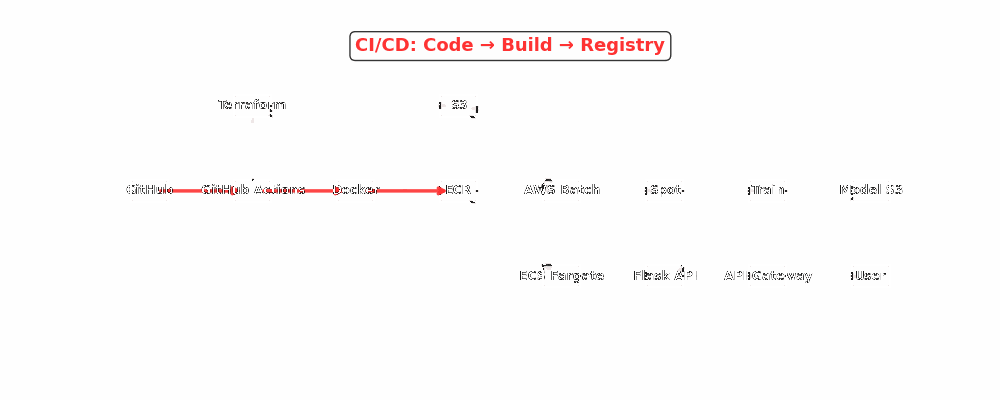 CI/CD: Code → Build → Registry
Terraform
S3
GitHub
GitHub Actions
Docker
ECR
AWS Batch
Spot
Train
Model S3
ECS Fargate
Flask API
API Gateway
User